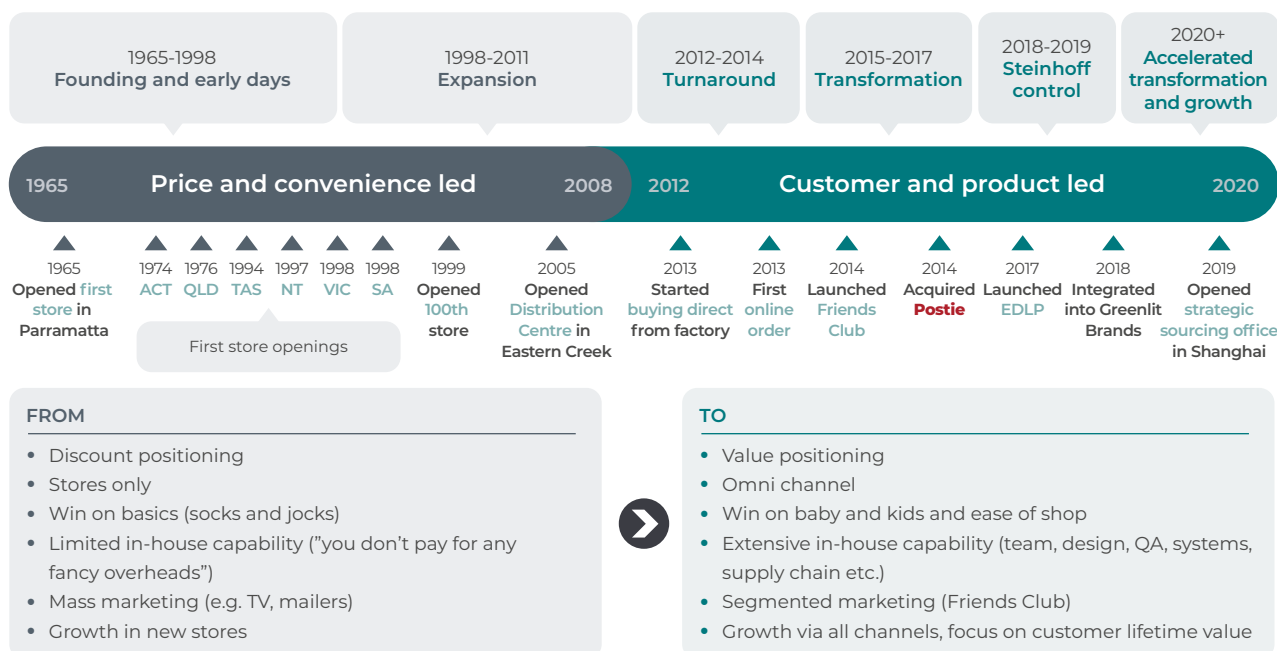 1965-1998
Founding and early days
1998-2011
Expansion
2012-2014
Turnaround
2015-2017
Transformation
2018-2019
Steinhoff
control
2020+
Accelerated
transformation
and growth
1965
Price and convenience led
2008
2012
Customer and product led
2020
1965
Opened first
store in
Parramatta
1974
ACT
1976
QLD
1994
TAS
1997
NT
1998
VIC
1998
SA
First store openings
1999
Opened
100th
store
2005
Opened
Distribution
Centre in
Eastern Creek
2013
Started
buying direct
from factory
2013
First
online
order
2014
Launched
Friends
Club
2014
Acquired
Postie
2017
Launched
EDLP
2018
Integrated
into Greenlit
Brands
2019
Opened
strategic
sourcing office
in Shanghai
FROM
• Discount positioning
• Stores only
• Win on basics (socks and jocks)
• Limited in-house capability ("you don't pay for any
fancy overheads")
• Mass marketing (e.g. TV, mailers)
• Growth in new stores
TO
• Value positioning
• Omni channel
• Win on baby and kids and ease of shop
• Extensive in-house capability (team, design, QA, systems,
supply chain etc.)
• Segmented marketing (Friends Club)
• Growth via all channels, focus on customer lifetime value